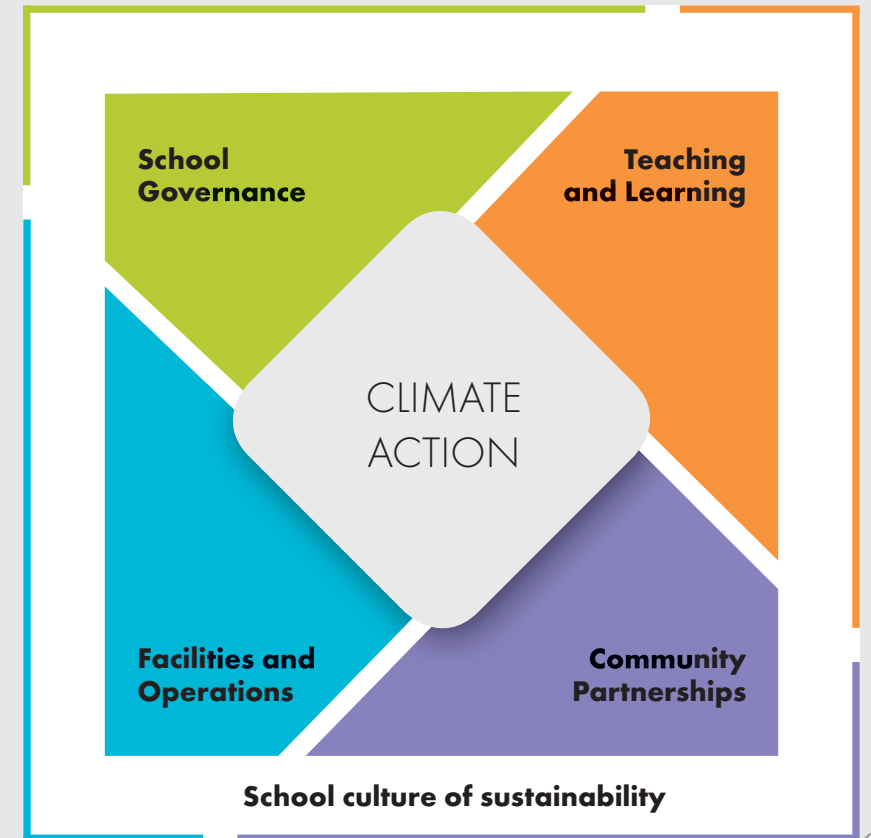 School
Governance
Teaching
and Learning
CLIMATE
ACTION
Facilities and
Operations
Community
Partnerships
School culture of sustainability